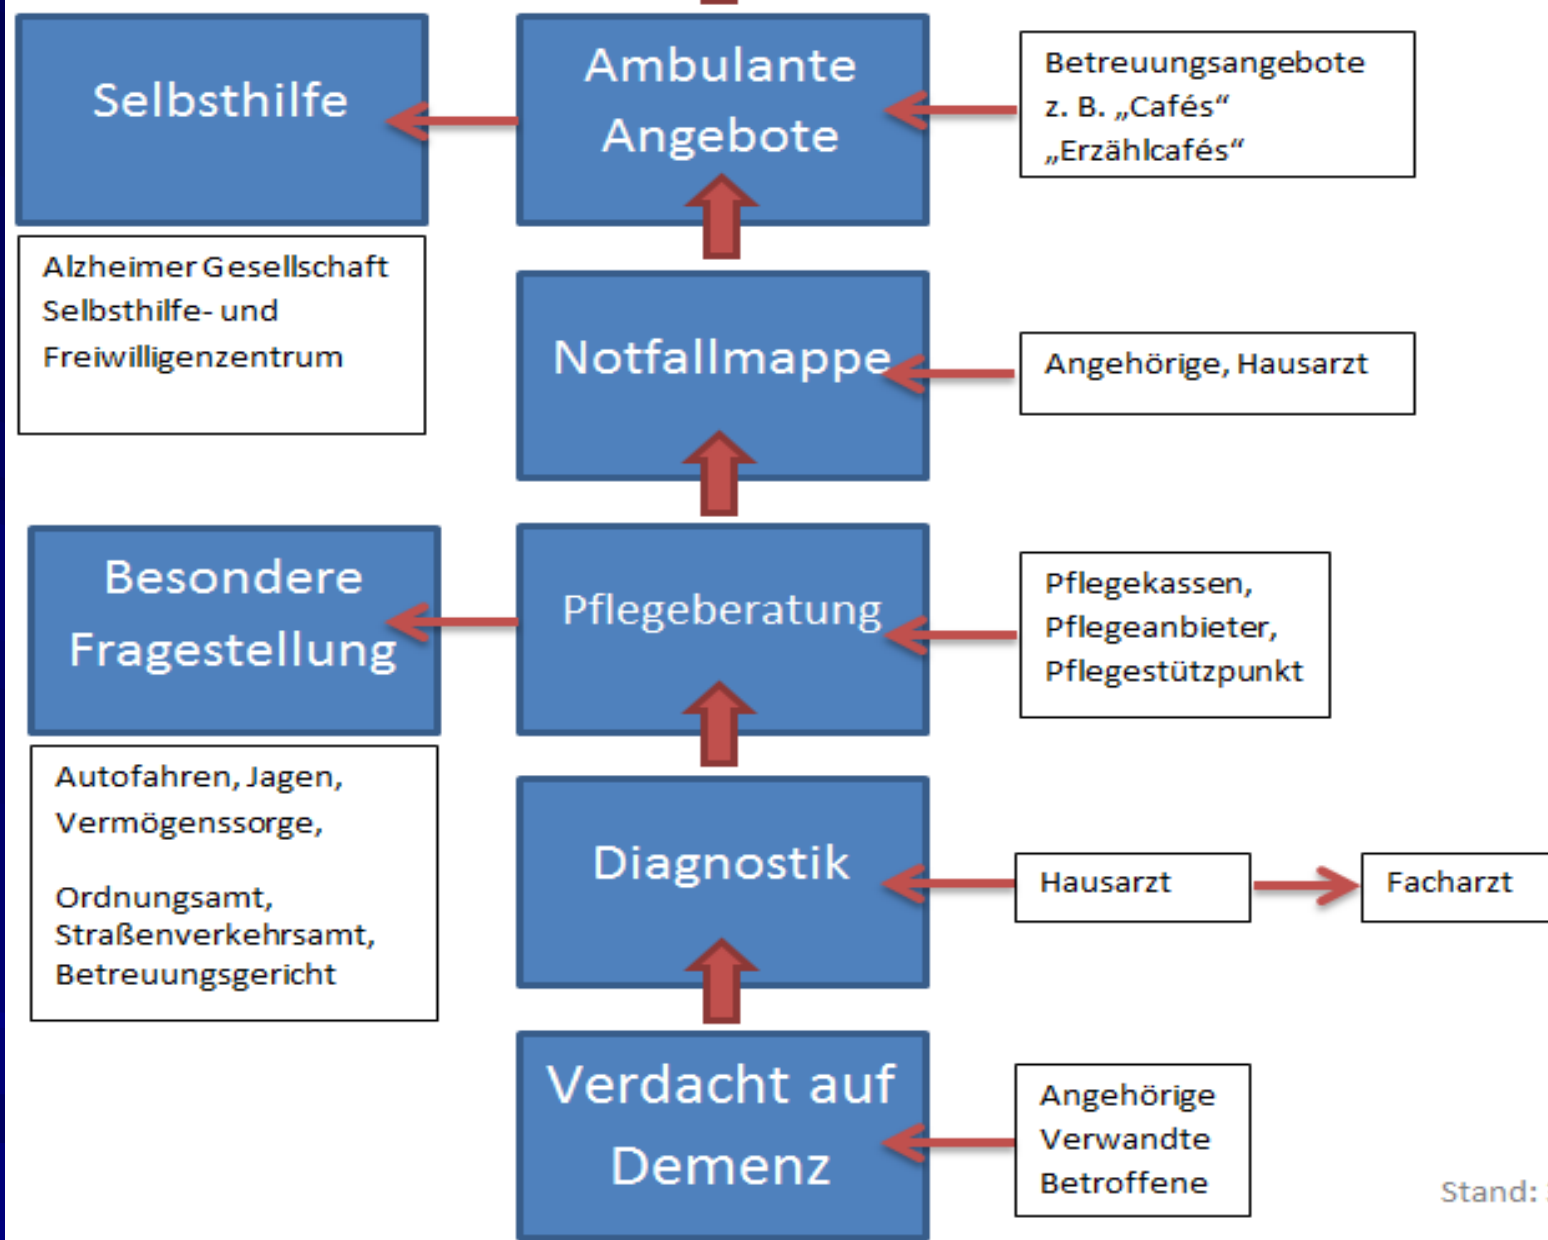 Selbsthilfe
Ambulante
Angebote
Betreuungsangebote
z. B. „Cafés“
„Erzählcafés“
Alzheimer Gesellschaft
Selbsthilfe- und
Freiwilligenzentrum
Notfallmappe
Angehörige, Hausarzt
Besondere
Fragestellung
Pflegeberatung
Pflegekassen,
Pflegeanbieter,
Pflegestützpunkt
Autofahren, Jagen,
Vermögenssorge,
Ordnungsamt,
Straßenverkehrsamt,
Betreuungsgericht
Diagnostik
Hausarzt
Facharzt
Verdacht auf
Demenz
Angehörige
Verwandte
Betroffene
Stand: